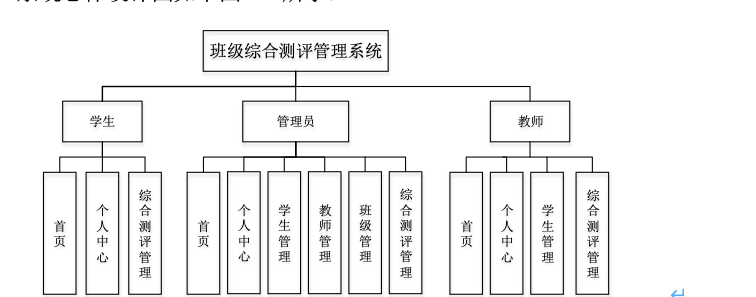 班级综合测评管理系统
学生
管理员
教师
首页
个人中心
综合测评管理
首页
个人中心
学生管理
教师管理
班级管理
综合测评管理
首页
个人中心
学生管理
综合测评管理